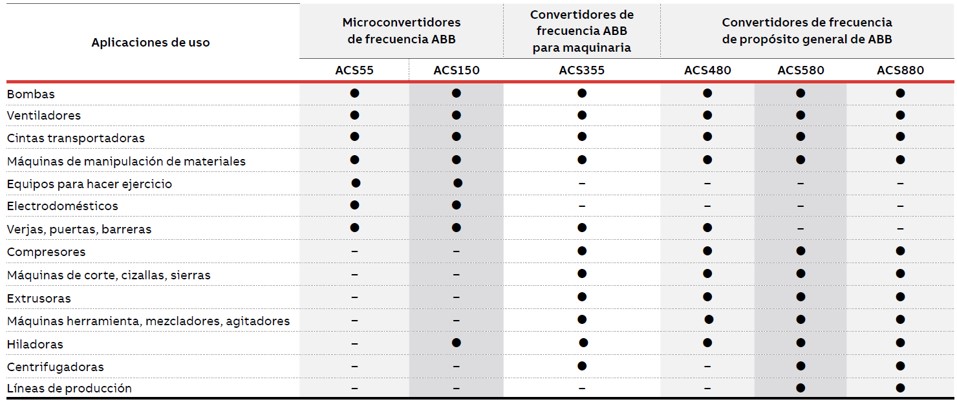 Aplicaciones de uso
Microconvertidores
de frecuencia ABB
Convertidores de
frecuencia ABB
para maquinaria
Convertidores de frecuencia
de propósito general de ABB
ACS55 ACS150 ACS355 ACS480 ACS580 ACS880
Bombas ● ● ● ● ● ●
Ventiladores ● ● ● ● ● ●
Cintas transportadoras ● ● ● ● ● ●
Máquinas de manipulación de materiales ● ● ● ● ● ●
Equipos para hacer ejercicio ● ● – – – –
Electrodomésticos ● ● – – – –
Verjas, puertas, barreras ● ● ● ● – –
Compresores – – ● ● ● ●
Máquinas de corte, cizallas, sierras – – ● ● ● ●
Extrusoras – – ● ● ● ●
Máquinas herramienta, mezcladores, agitadores – – ● ● ● ●
Hiladoras – ● ● ● ● ●
Centrifugadoras – – ● – ● ●
Líneas de producción – – – – ● ●